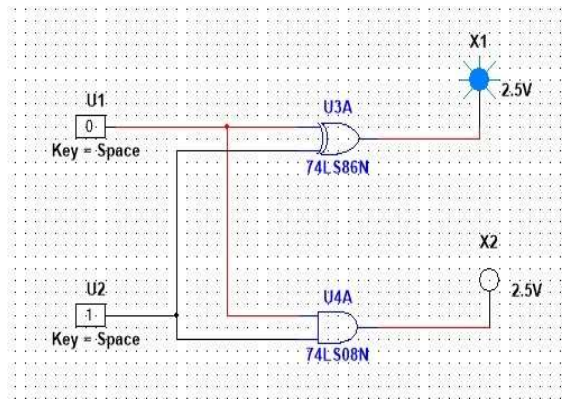 X1
2.5V
U1
0
Key = Space
U3A
74LS86N
X2
2.5V
U2
1
Key = Space
U4A
74LS08N